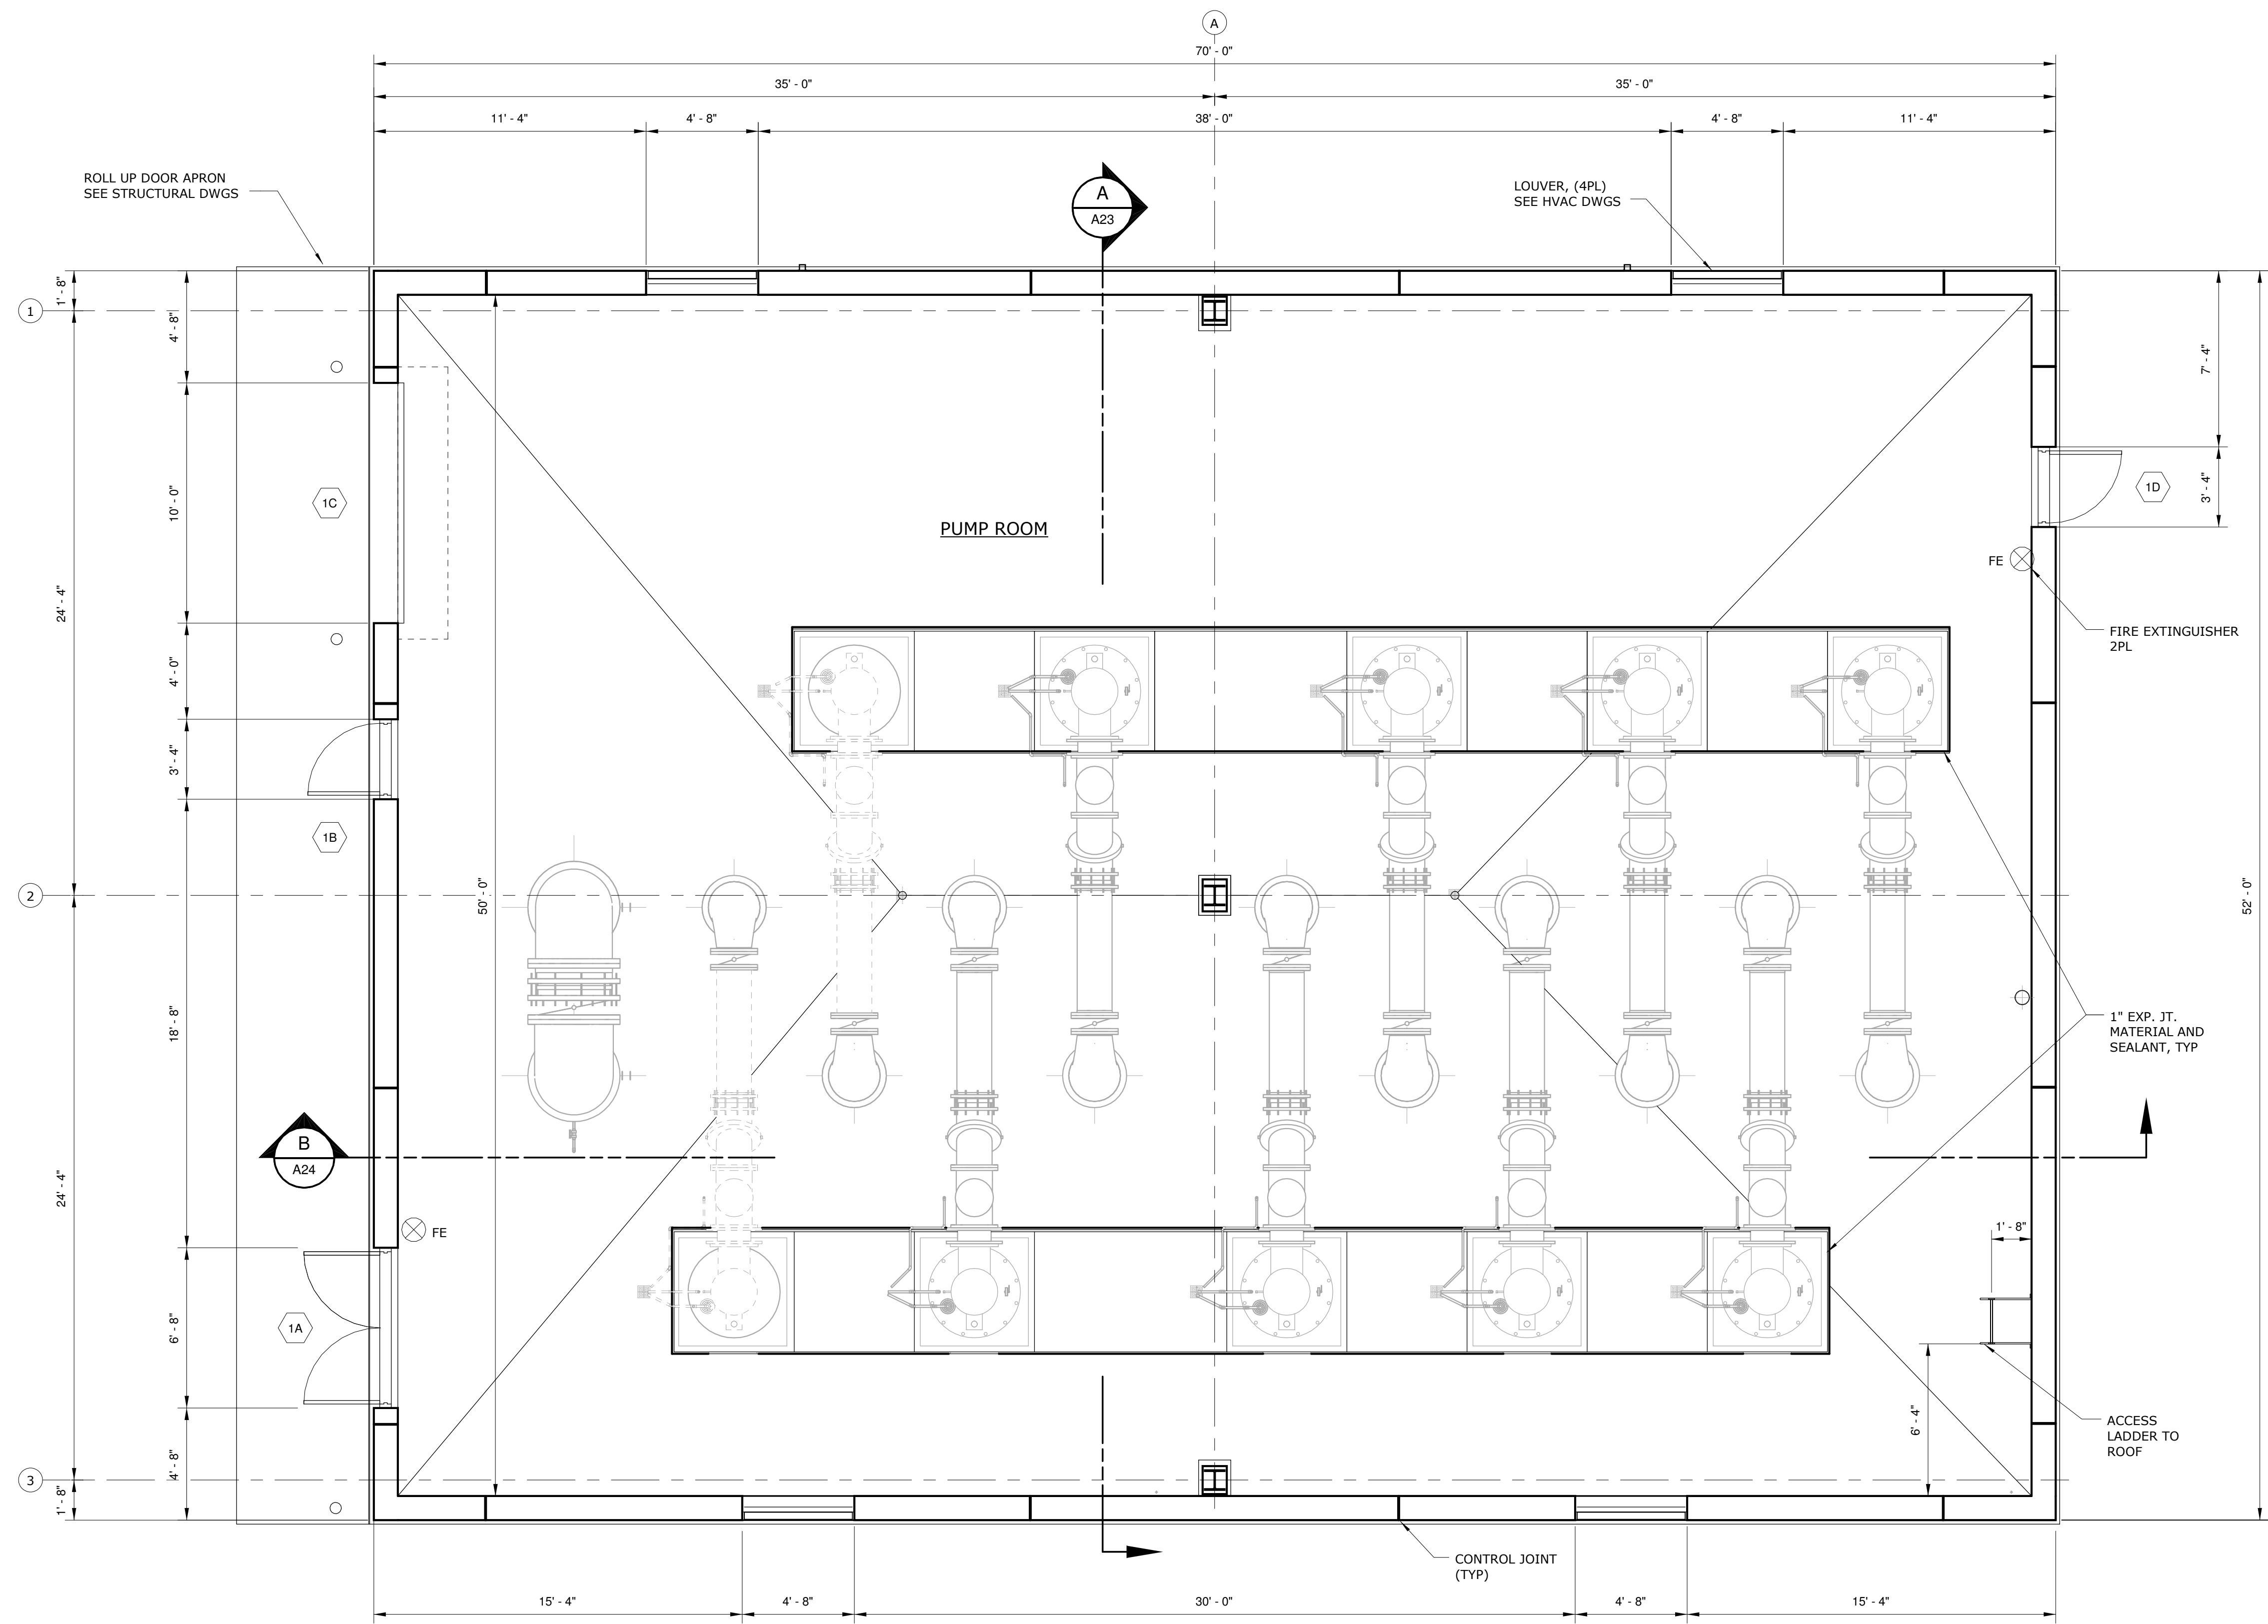 A
70' - 0"
35' - 0"
35' - 0"
11' - 4"
4' - 8"
38' - 0"
4' - 8"
11' - 4"
ROLL UP DOOR APRON
SEE STRUCTURAL DWGS
A
A23
LOUVER, (4PL)
SEE HVAC DWGS
1' - 8"
1
4' - 8"
7' - 4"
10' - 0"
1C
3' - 4"
1D
PUMP ROOM
FE
FIRE EXTINGUISHER
2PL
24' - 4"
4' - 0"
3' - 4"
1B
2
50' - 0"
52' - 0"
18' - 8"
1" EXP. JT.
MATERIAL AND
SEALANT, TYP
B
A24
24' - 4"
FE
1' - 8"
6' - 8"
1A
6' - 4"
ACCESS
LADDER TO
ROOF
4' - 8"
3
1' - 8"
CONTROL JOINT
(TYP)
15' - 4"
4' - 8"
30' - 0"
4' - 8"
15' - 4"